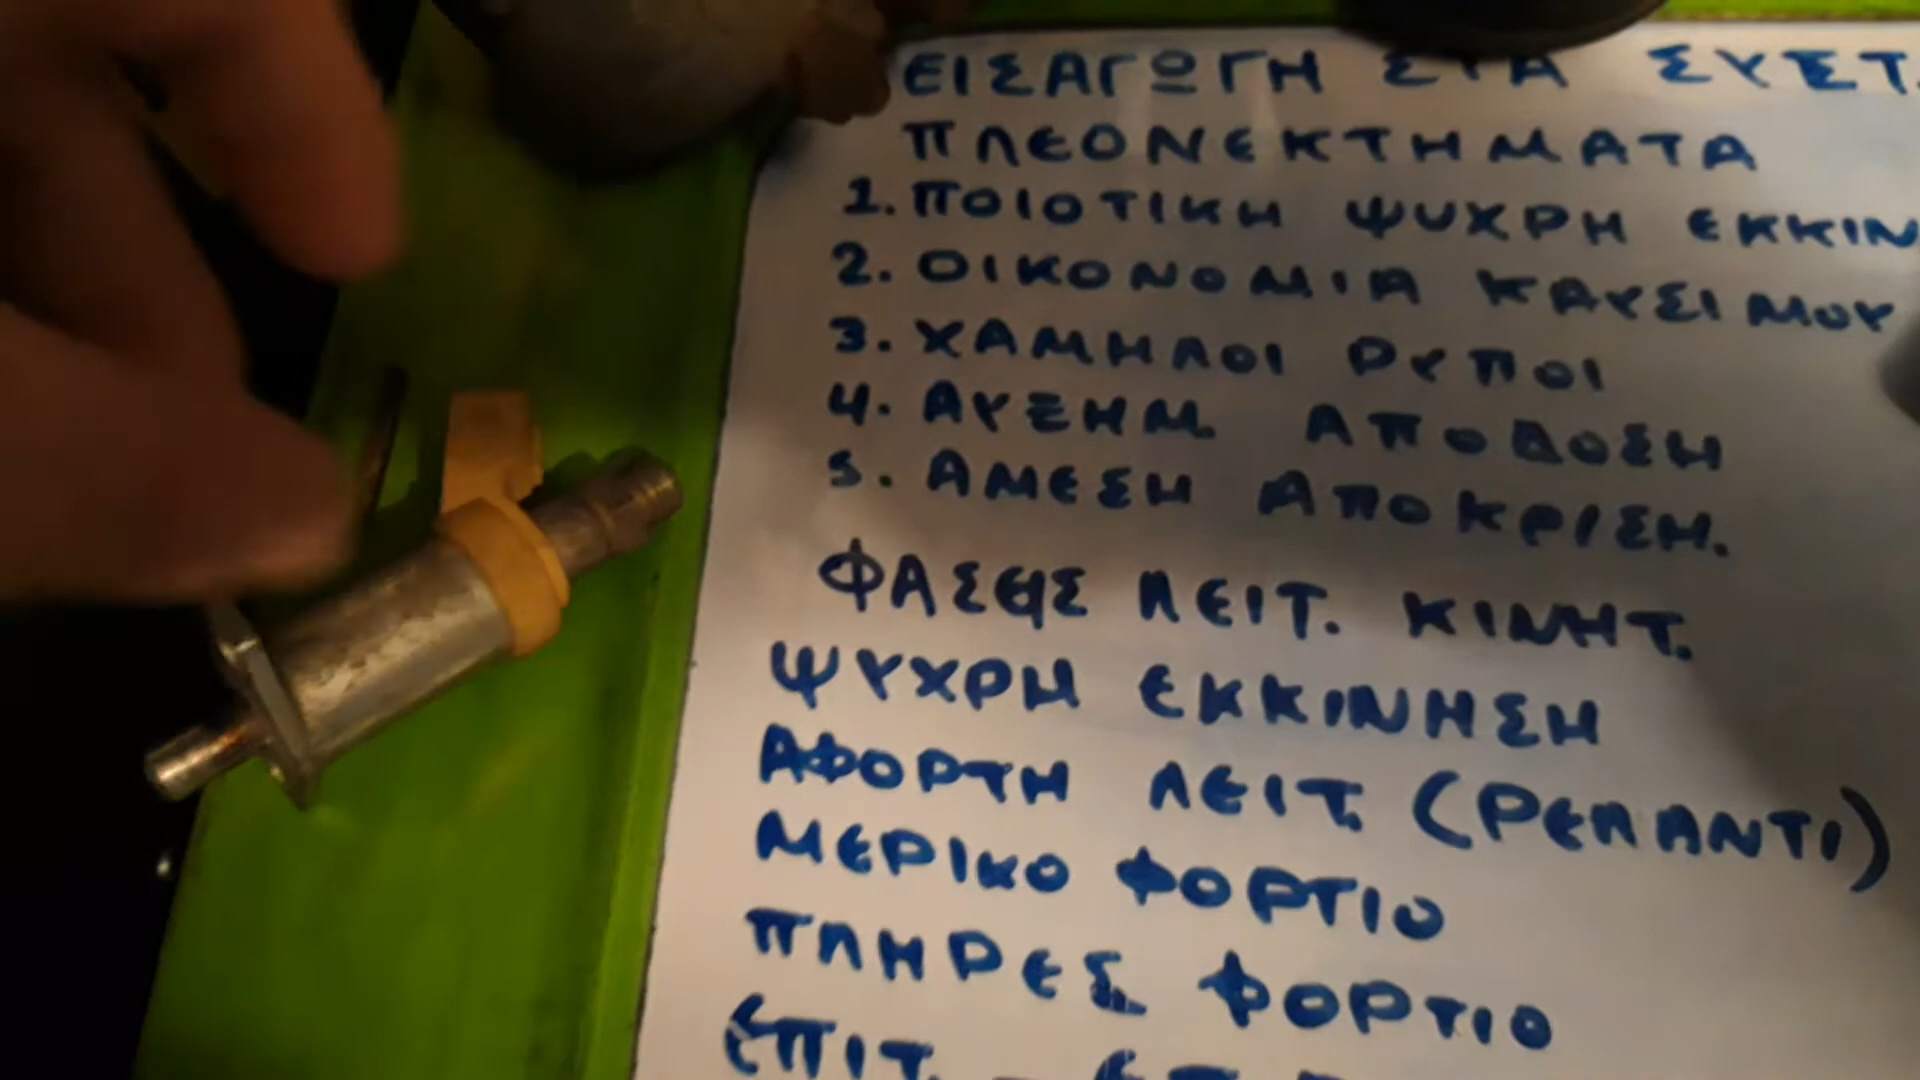 ΕΙΣΑΓΩΓΗ ΣΤΑ ΣΥΣΤ.
ΠΛΕΟΝΕΚΤΗΜΑΤΑ
1. ΠΟΙΟΤΙΚΗ ΨΥΧΡΗ ΕΚΚΙΝ
2. ΟΙΚΟΝΟΜΙΑ ΚΑΥΣΙΜΟΥ
3. ΧΑΜΗΛΟΙ ΡΥΠΟΙ
4. ΑΥΞΗΜ. ΑΠΟΔΟΣΗ
5. ΑΜΕΣΗ ΑΠΟΚΡΙΣΗ.
ΦΑΣΕΙΣ ΛΕΙΤ. ΚΙΝΗΤ.
ΨΥΧΡΗ ΕΚΚΙΝΗΣΗ
ΑΦΟΡΤΗ ΛΕΙΤ. (ΡΕΛΑΝΤΙ)
ΜΕΡΙΚΟ ΦΟΡΤΙΟ
ΠΛΗΡΕΣ ΦΟΡΤΙΟ
ΕΠΙΤ.